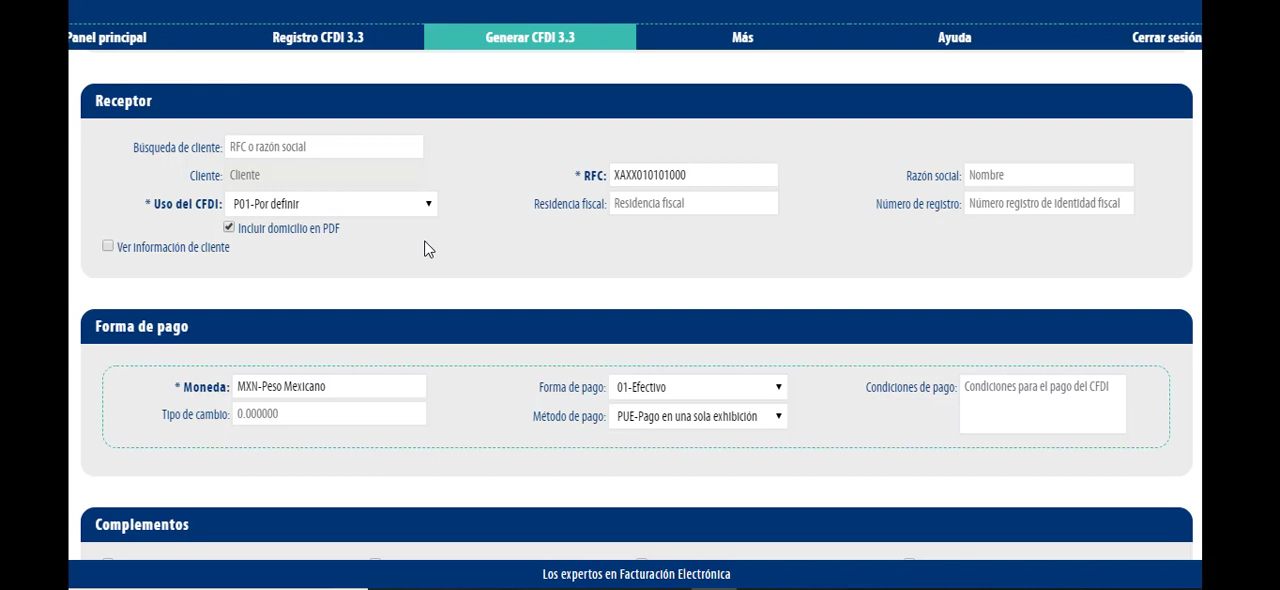 Panel principal Registro CFDI 3.3 Generar CFDI 3.3 Más Ayuda Cerrar sesión
Receptor
Búsqueda de cliente: RFC o razón social
Cliente: Cliente * RFC: XAXX010101000 Razón social: Nombre
* Uso del CFDI: P01-Por definir Residencia fiscal: Residencia fiscal Número de registro: Número registro de identidad fiscal
Incluir domicilio en PDF
Ver información de cliente
Forma de pago
* Moneda: MXN-Peso Mexicano Forma de pago: 01-Efectivo Condiciones de pago: Condiciones para el pago del CFDI
Tipo de cambio: 0.000000 Método de pago: PUE-Pago en una sola exhibición
Complementos
Los expertos en Facturación Electrónica